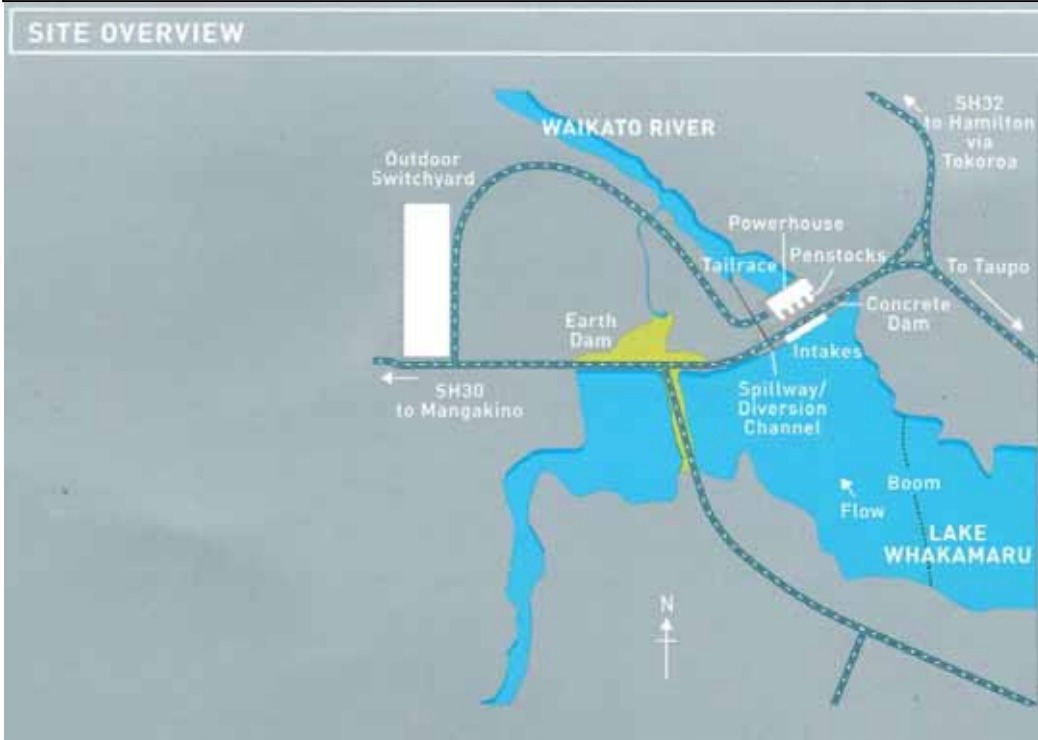 SITE OVERVIEW
WAIKATO RIVER
SH32
to Hamilton
via
Tokoroa
Outdoor
Switchyard
Powerhouse
Tailrace
Penstocks
To Taupo
Concrete
Dam
Earth
Dam
Intakes
SH30
to Mangakino
Spillway/
Diversion
Channel
Boom
Flow
LAKE
WHAKAMARU
N